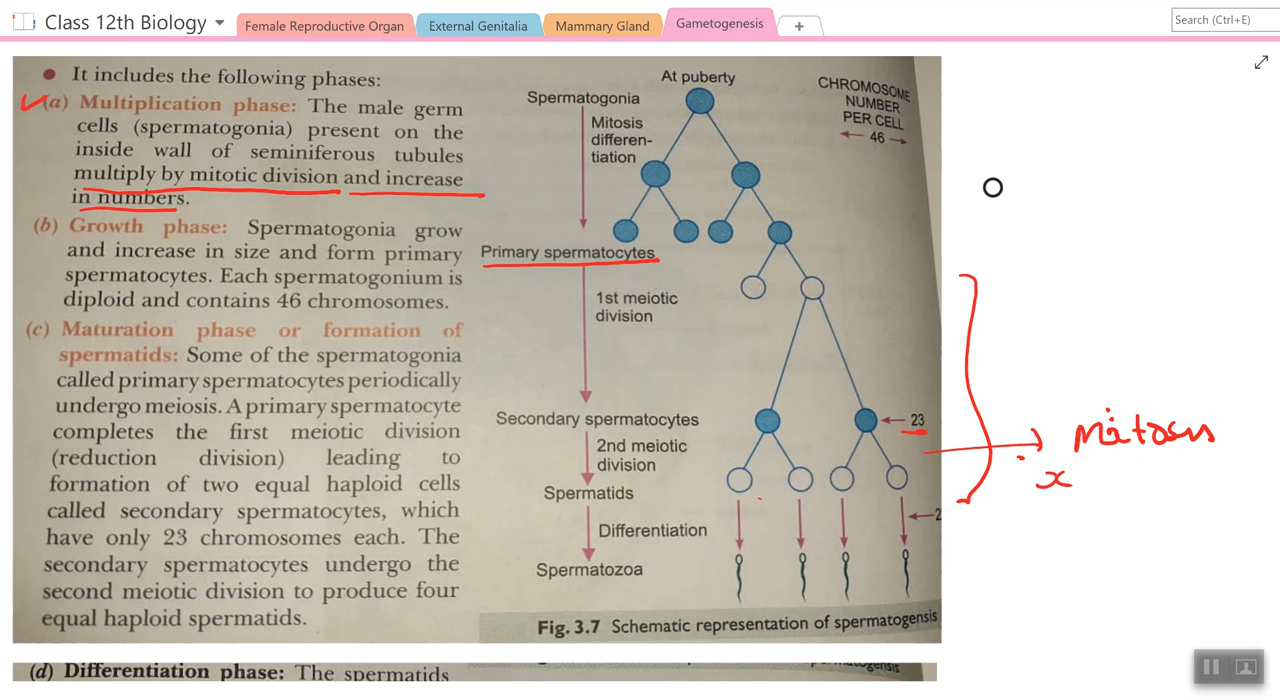 Class 12th Biology
Female Reproductive Organ
External Genitalia
Mammary Gland
Gametogenesis
+
Search (Ctrl+E)
• It includes the following phases:
(a) Multiplication phase: The male germ
cells (spermatogonia) present on the
inside wall of seminiferous tubules
multiply by mitotic division and increase
in numbers.
(b) Growth phase: Spermatogonia grow
and increase in size and form primary
spermatocytes. Each spermatogonium is
diploid and contains 46 chromosomes.
(c) Maturation phase or formation of
spermatids: Some of the spermatogonia
called primary spermatocytes periodically
undergo meiosis. A primary spermatocyte
completes the first meiotic division
(reduction division) leading to
formation of two equal haploid cells
called secondary spermatocytes, which
have only 23 chromosomes each. The
secondary spermatocytes undergo the
second meiotic division to produce four
equal haploid spermatids.
At puberty
Spermatogonia
Mitosis
differen-
tiation
CHROMOSOME
NUMBER
PER CELL
46
Primary spermatocytes
1st meiotic
division
Secondary spermatocytes
23
2nd meiotic
division
Spermatids
2
Differentiation
Spermatozoa
Fig. 3.7 Schematic representation of spermatogensis
mitosis
x
(d) Differentiation phase: The spermatids